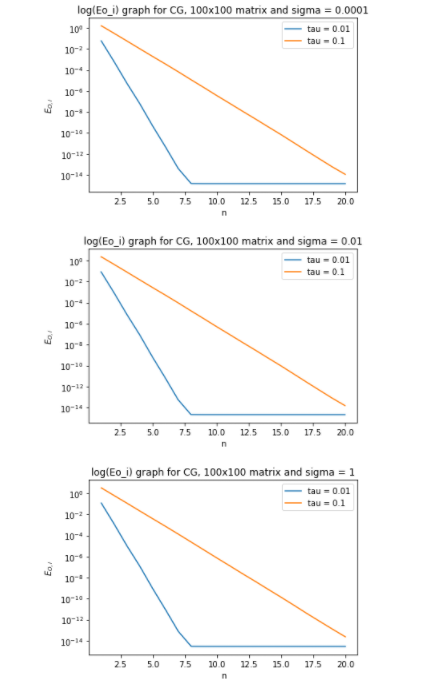 log(Eo_i) graph for CG, 100x100 matrix and sigma = 0.0001
tau = 0.01
tau = 0.1
10⁰
10⁻²
10⁻⁴
10⁻⁶
10⁻⁸
10⁻¹⁰
10⁻¹²
10⁻¹⁴
E_{O,i}
2.5 5.0 7.5 10.0 12.5 15.0 17.5 20.0
n
log(Eo_i) graph for CG, 100x100 matrix and sigma = 0.01
tau = 0.01
tau = 0.1
10⁰
10⁻²
10⁻⁴
10⁻⁶
10⁻⁸
10⁻¹⁰
10⁻¹²
10⁻¹⁴
E_{O,i}
2.5 5.0 7.5 10.0 12.5 15.0 17.5 20.0
n
log(Eo_i) graph for CG, 100x100 matrix and sigma = 1
tau = 0.01
tau = 0.1
10⁰
10⁻²
10⁻⁴
10⁻⁶
10⁻⁸
10⁻¹⁰
10⁻¹²
10⁻¹⁴
E_{O,i}
2.5 5.0 7.5 10.0 12.5 15.0 17.5 20.0
n